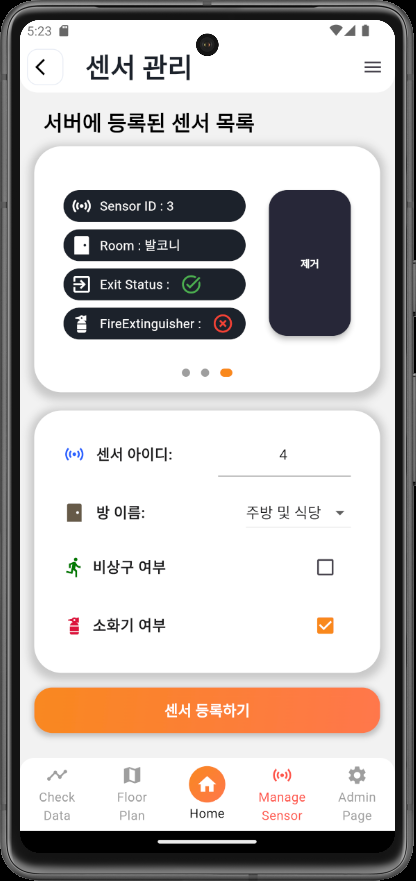 5:23
센서 관리
서버에 등록된 센서 목록
Sensor ID : 3
Room : 발코니
Exit Status :
FireExtinguisher :
제거
센서 아이디:
4
방 이름:
주방 및 식당
비상구 여부
소화기 여부
센서 등록하기
Check
Data
Floor
Plan
Home
Manage
Sensor
Admin
Page